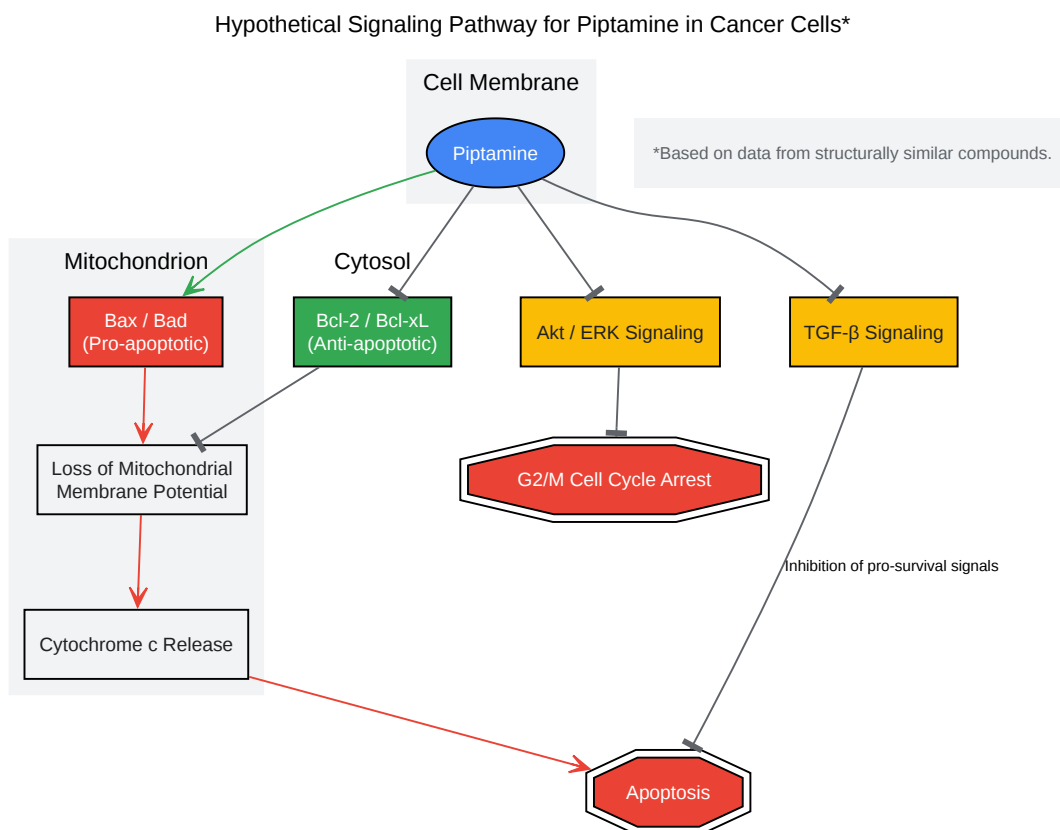 Hypothetical Signaling Pathway for Piptamine in Cancer Cells*
Cell Membrane
Piptamine
*Based on data from structurally similar compounds.
Mitochondrion
Cytosol
Bax / Bad
(Pro-apoptotic)
Bcl-2 / Bcl-xL
(Anti-apoptotic)
Akt / ERK Signaling
TGF-β Signaling
Loss of Mitochondrial
Membrane Potential
G2/M Cell Cycle Arrest
Inhibition of pro-survival signals
Cytochrome c Release
Apoptosis